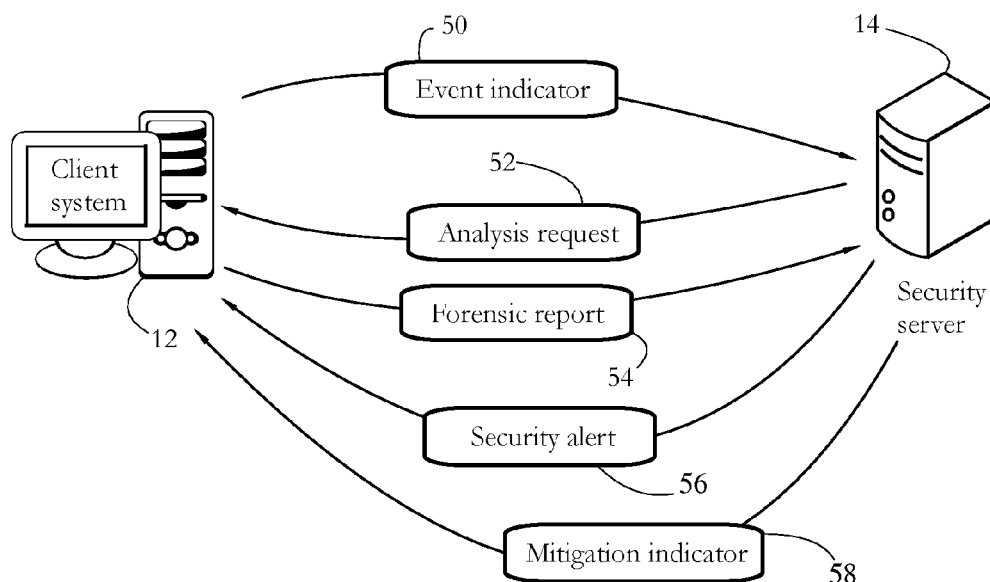 50
14
Event indicator
Client
system
52
Analysis request
Forensic report
Security
server
12
54
Security alert
56
Mitigation indicator
58